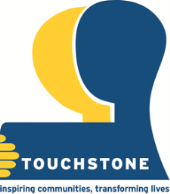 TOUCHSTONE
inspiring communities, transforming lives